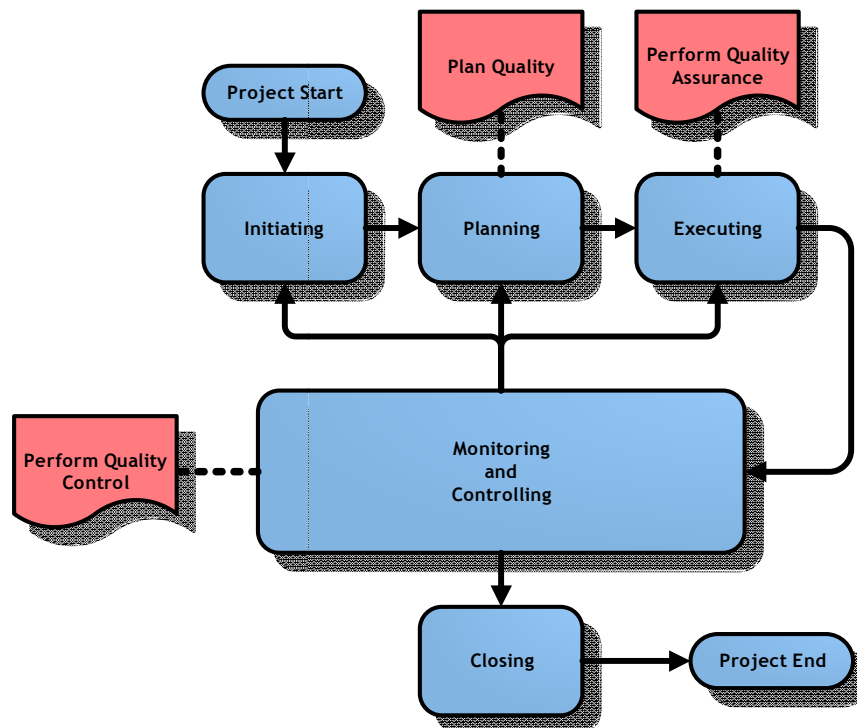 Plan Quality
Perform Quality
Assurance
Project Start
Initiating
Planning
Executing
Monitoring
and
Controlling
Perform Quality
Control
Closing
Project End